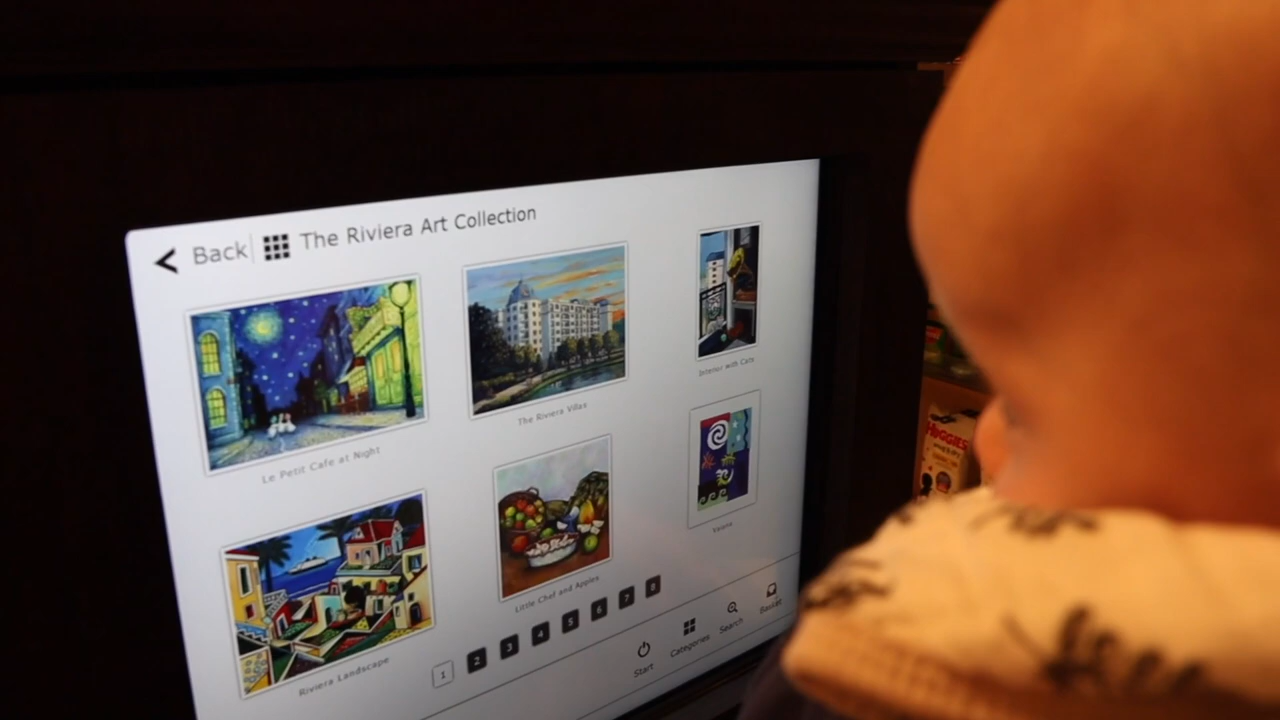 Back
The Riviera Art Collection
Le Petit Cafe at Night
The Riviera Villas
Interior with Cats
Riviera Landscape
Little Chef and Apples
1 2 3 4 5 6 7 8
Start
Categories
Search
Basket
HUGGIES